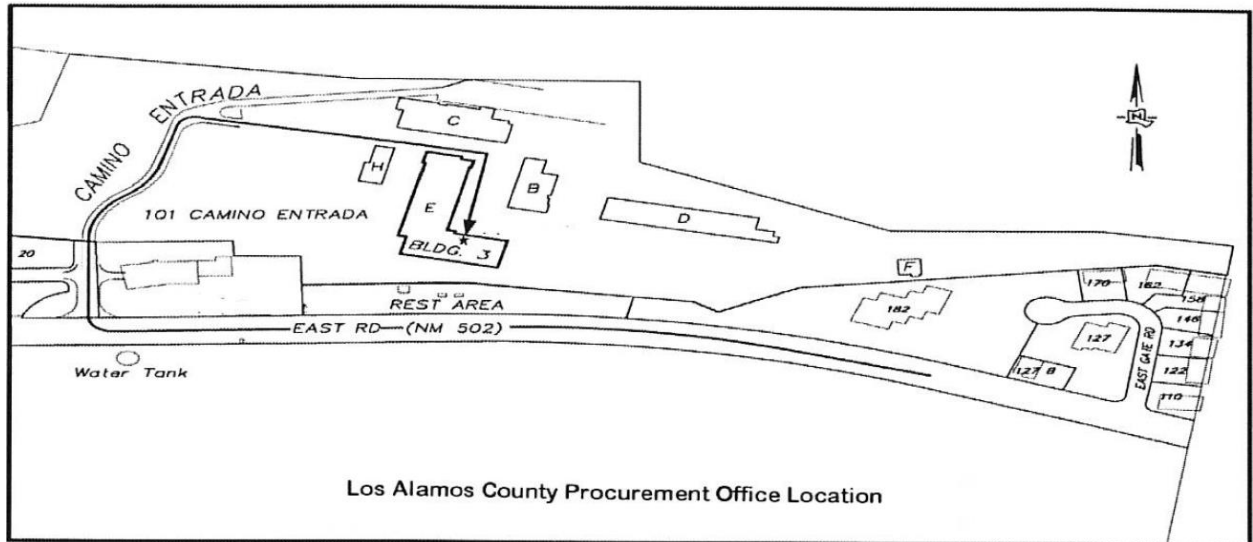 CAMINO ENTRADA
C
H
B
E
D
101 CAMINO ENTRADA
BLDG. 3
20
F
REST AREA
EAST RD (NM 502)
Water Tank
N
170
162
158
182
146
127
134
127 B
122
EAST GATE RD
110
Los Alamos County Procurement Office Location